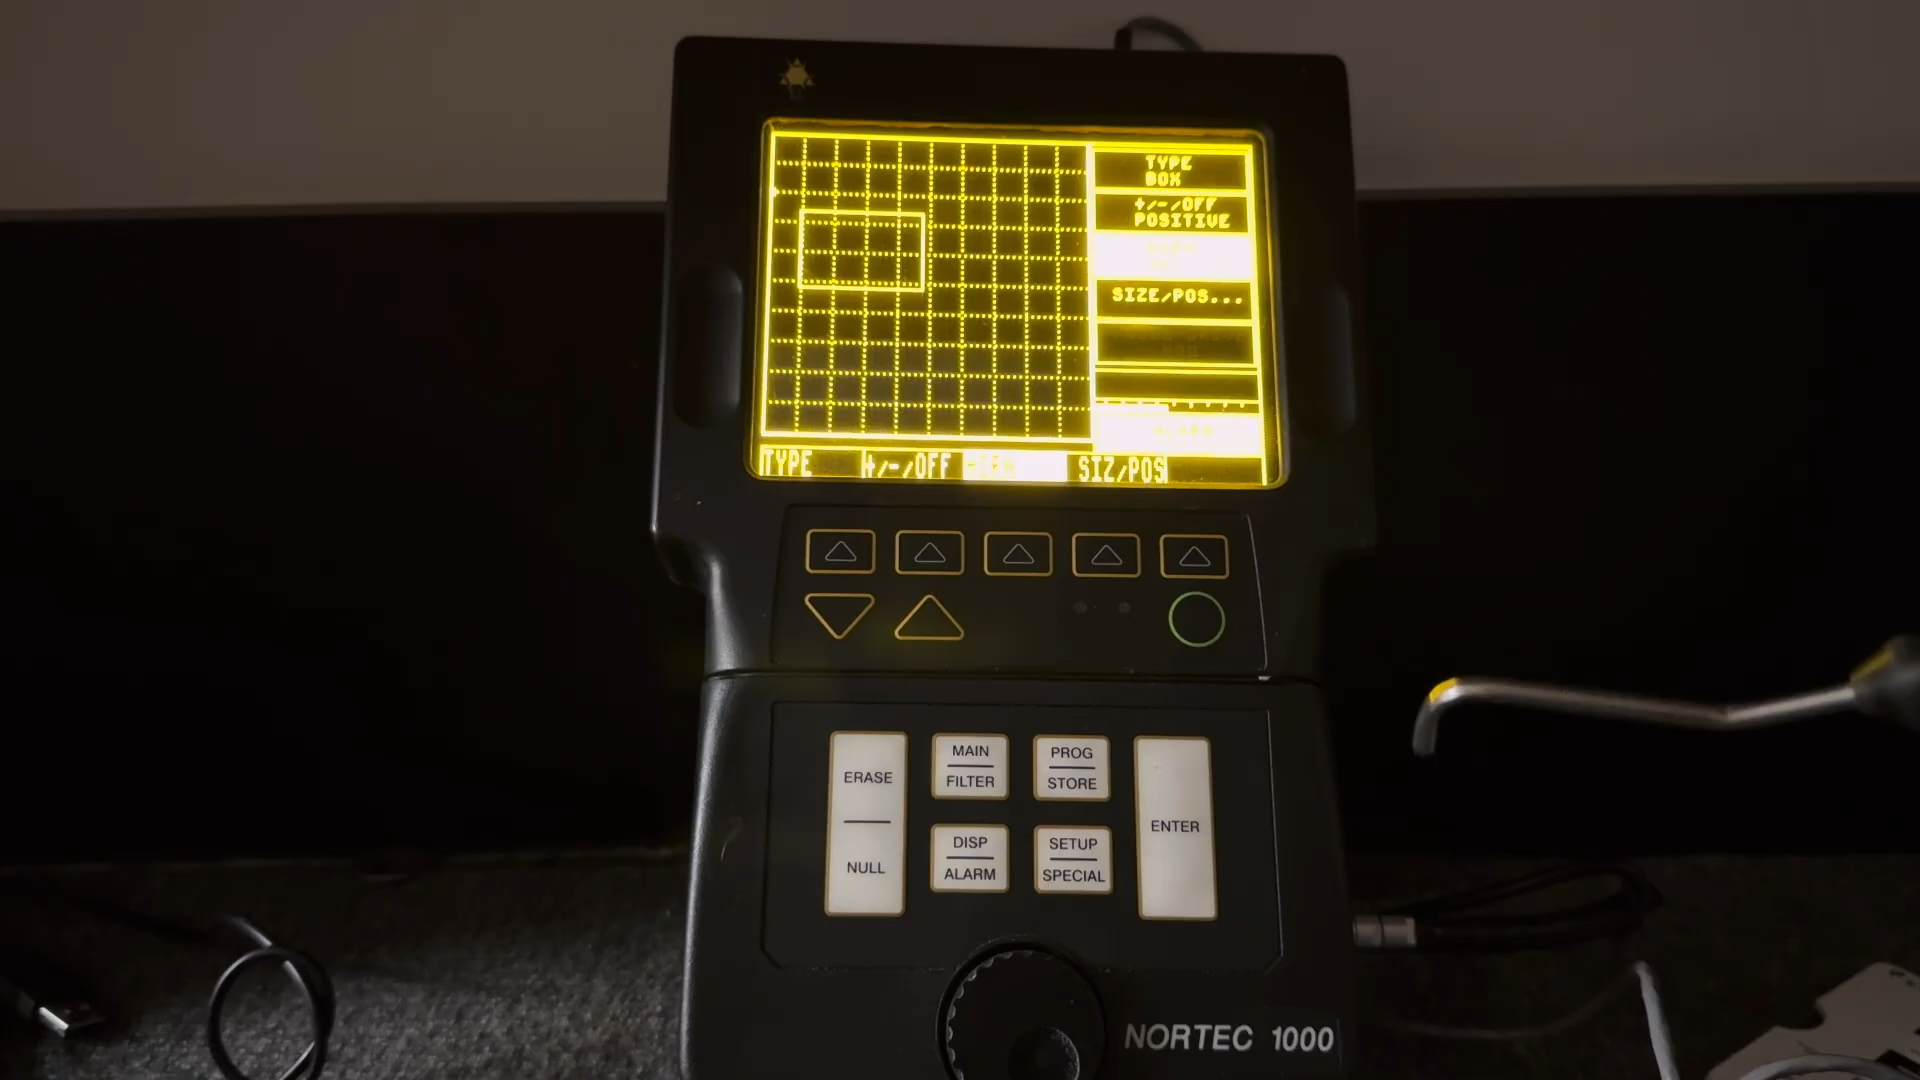 TYPE
BOX
+/-/OFF
POSITIVE
SIZE/POS...
TYPE
+/-/OFF
SIZ/POS
ERASE
NULL
MAIN
FILTER
PROG
STORE
DISP
ALARM
SETUP
SPECIAL
ENTER
NORTEC 1000